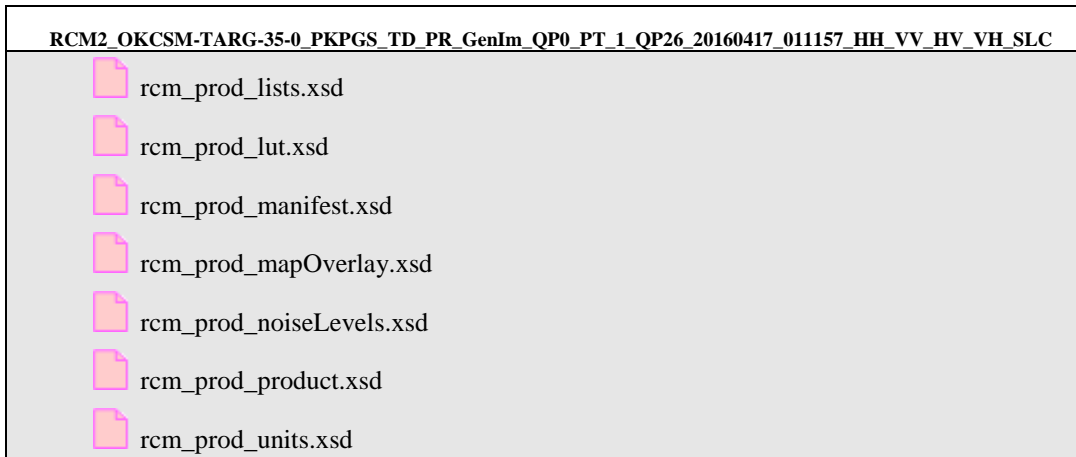 RCM2_OKCSM-TARG-35-0_PKPGS_TD_PR_GenIm_QP0_PT_1_QP26_20160417_011157_HH_VV_HV_VH_SLC
rcm_prod_lists.xsd
rcm_prod_lut.xsd
rcm_prod_manifest.xsd
rcm_prod_mapOverlay.xsd
rcm_prod_noiseLevels.xsd
rcm_prod_product.xsd
rcm_prod_units.xsd